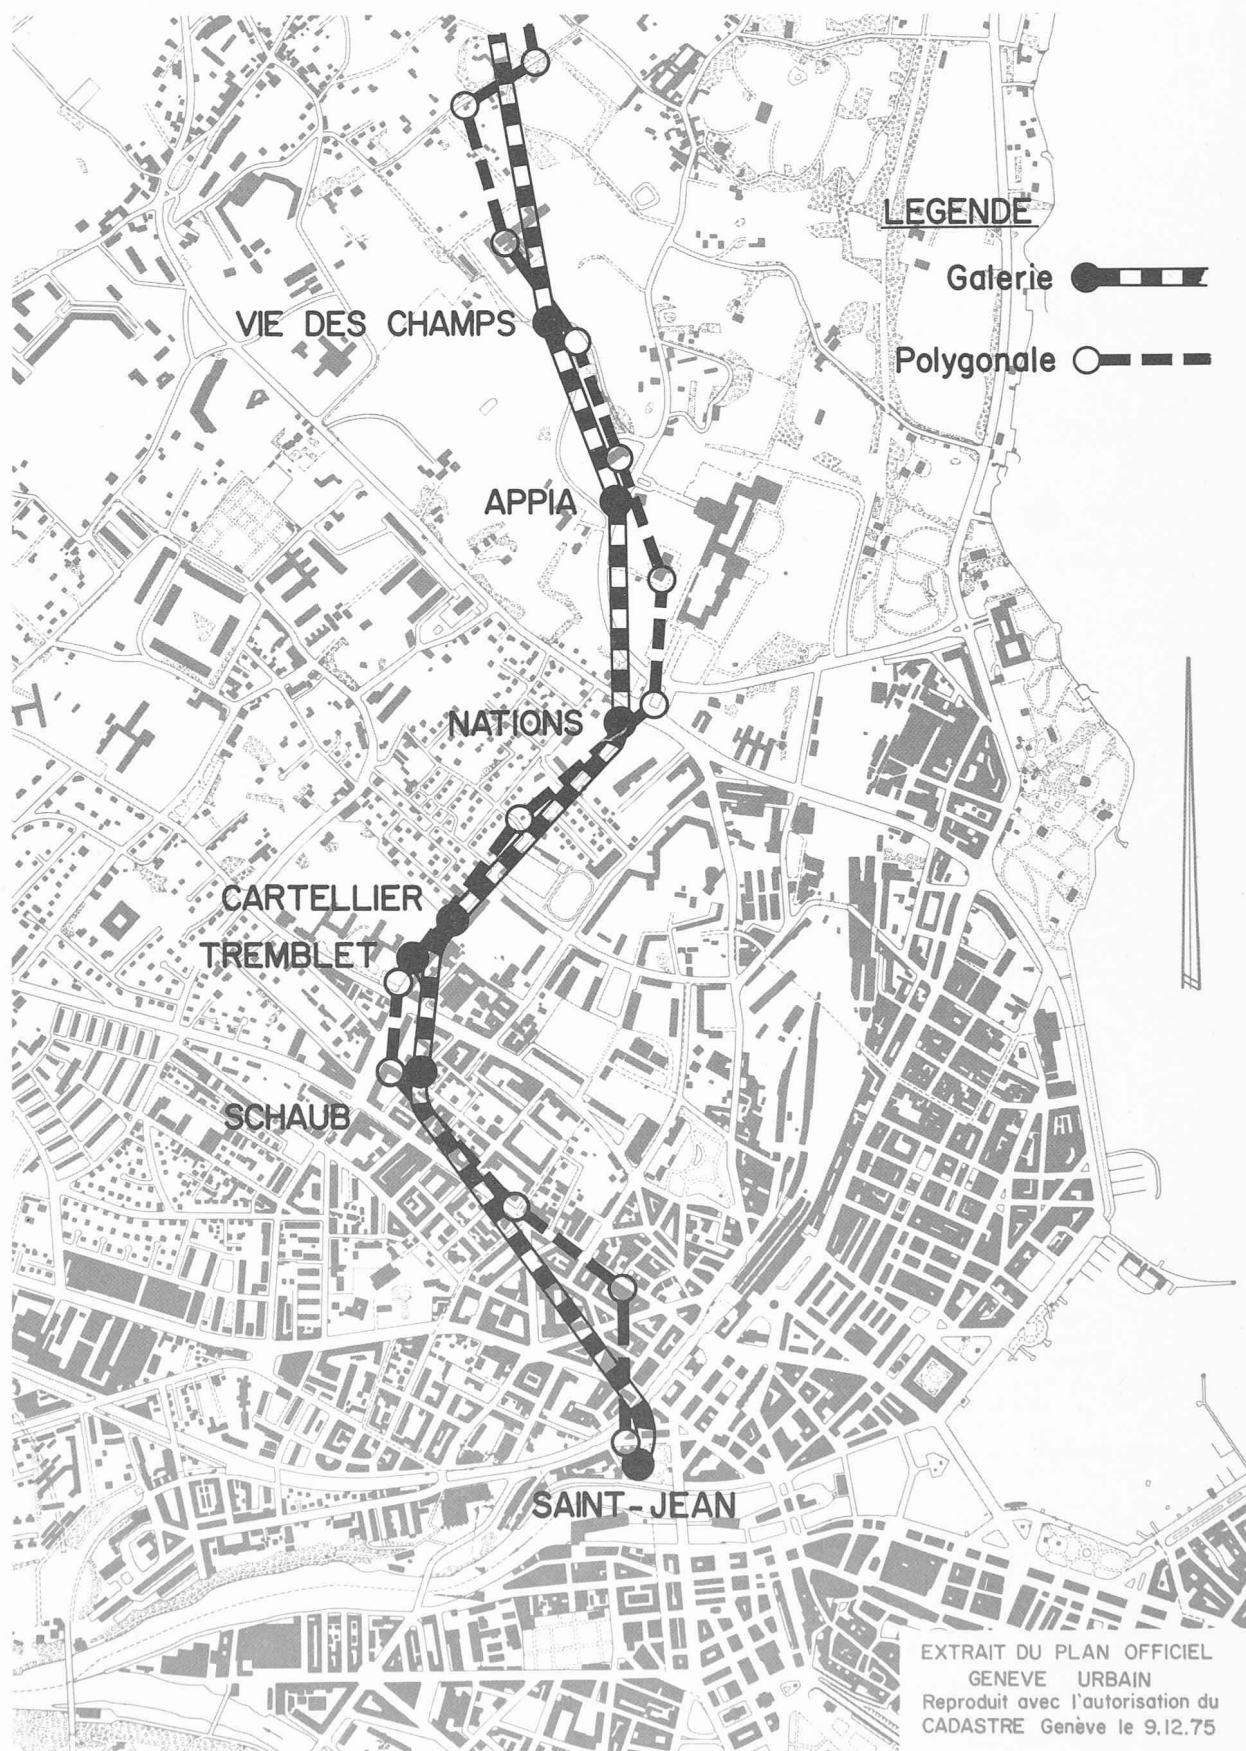 LEGENDE
Galerie
VIE DES CHAMPS
Polygonale
APPIA
NATIONS
CARTELLIER
TREMBLET
SCHAUB
SAINT-JEAN
EXTRAIT DU PLAN OFFICIEL
GENEVE URBAIN
Reproduit avec l'autorisation du
CADASTRE Genève le 9.12.75